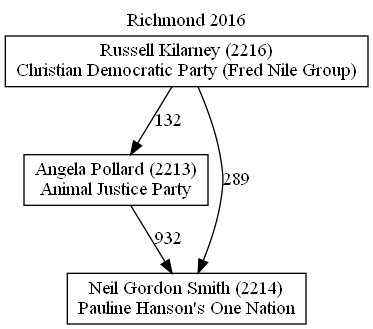 Richmond 2016
Russell Kilarney (2216)
Christian Democratic Party (Fred Nile Group)
132
Angela Pollard (2213)
Animal Justice Party
289
932
Neil Gordon Smith (2214)
Pauline Hanson's One Nation